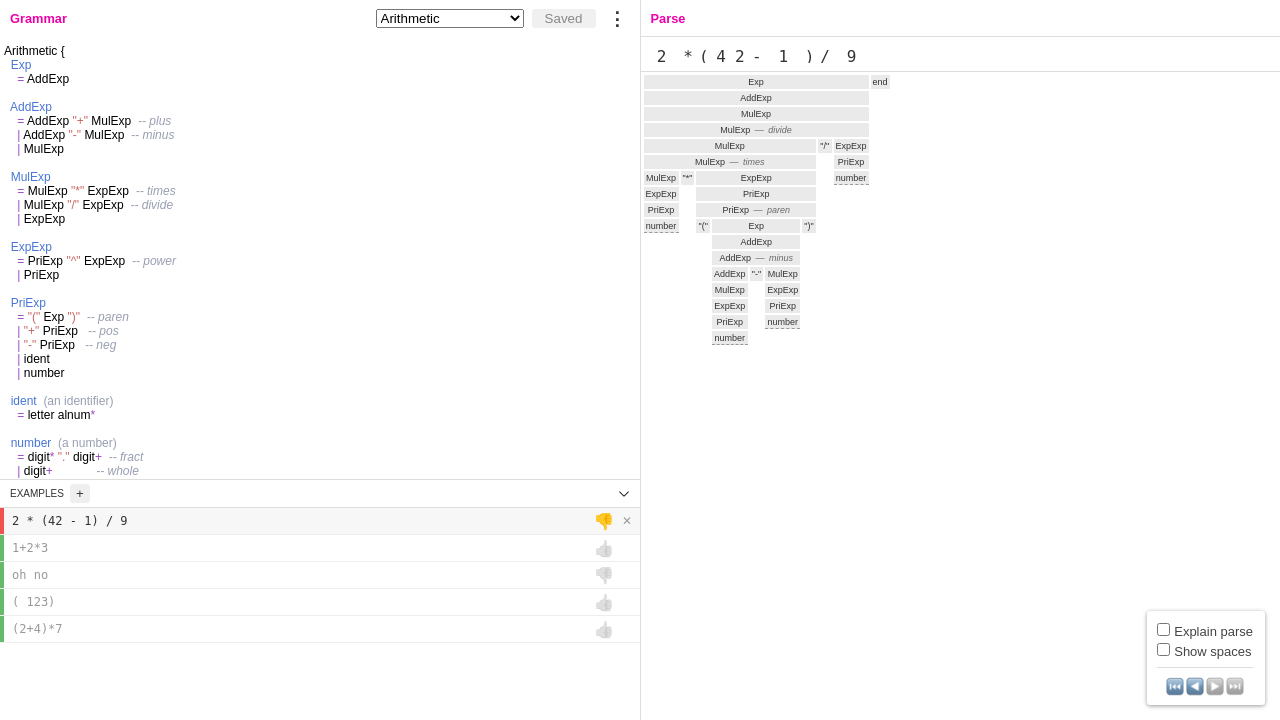 Grammar
Arithmetic
Saved
Arithmetic {
Exp
= AddExp
AddExp
= AddExp "+" MulExp -- plus
| AddExp "-" MulExp -- minus
| MulExp
MulExp
= MulExp "*" ExpExp -- times
| MulExp "/" ExpExp -- divide
| ExpExp
ExpExp
= PriExp "^" ExpExp -- power
| PriExp
PriExp
= "(" Exp ")" -- paren
| "+" PriExp -- pos
| "-" PriExp -- neg
| ident
| number
ident (an identifier)
= letter alnum*
number (a number)
= digit* "." digit+ -- fract
| digit+ -- whole
EXAMPLES +
2 * (42 - 1) / 9
1+2*3
oh no
( 123)
(2+4)*7
Parse
2 * ( 4 2 - 1 ) / 9
Exp end
AddExp
MulExp
MulExp — divide
MulExp "/" ExpExp
MulExp — times PriExp
MulExp "*" ExpExp number
ExpExp PriExp
PriExp PriExp — paren
number "(" Exp ")"
AddExp
AddExp — minus
AddExp "-" MulExp
MulExp ExpExp
ExpExp PriExp
PriExp number
number
Explain parse
Show spaces